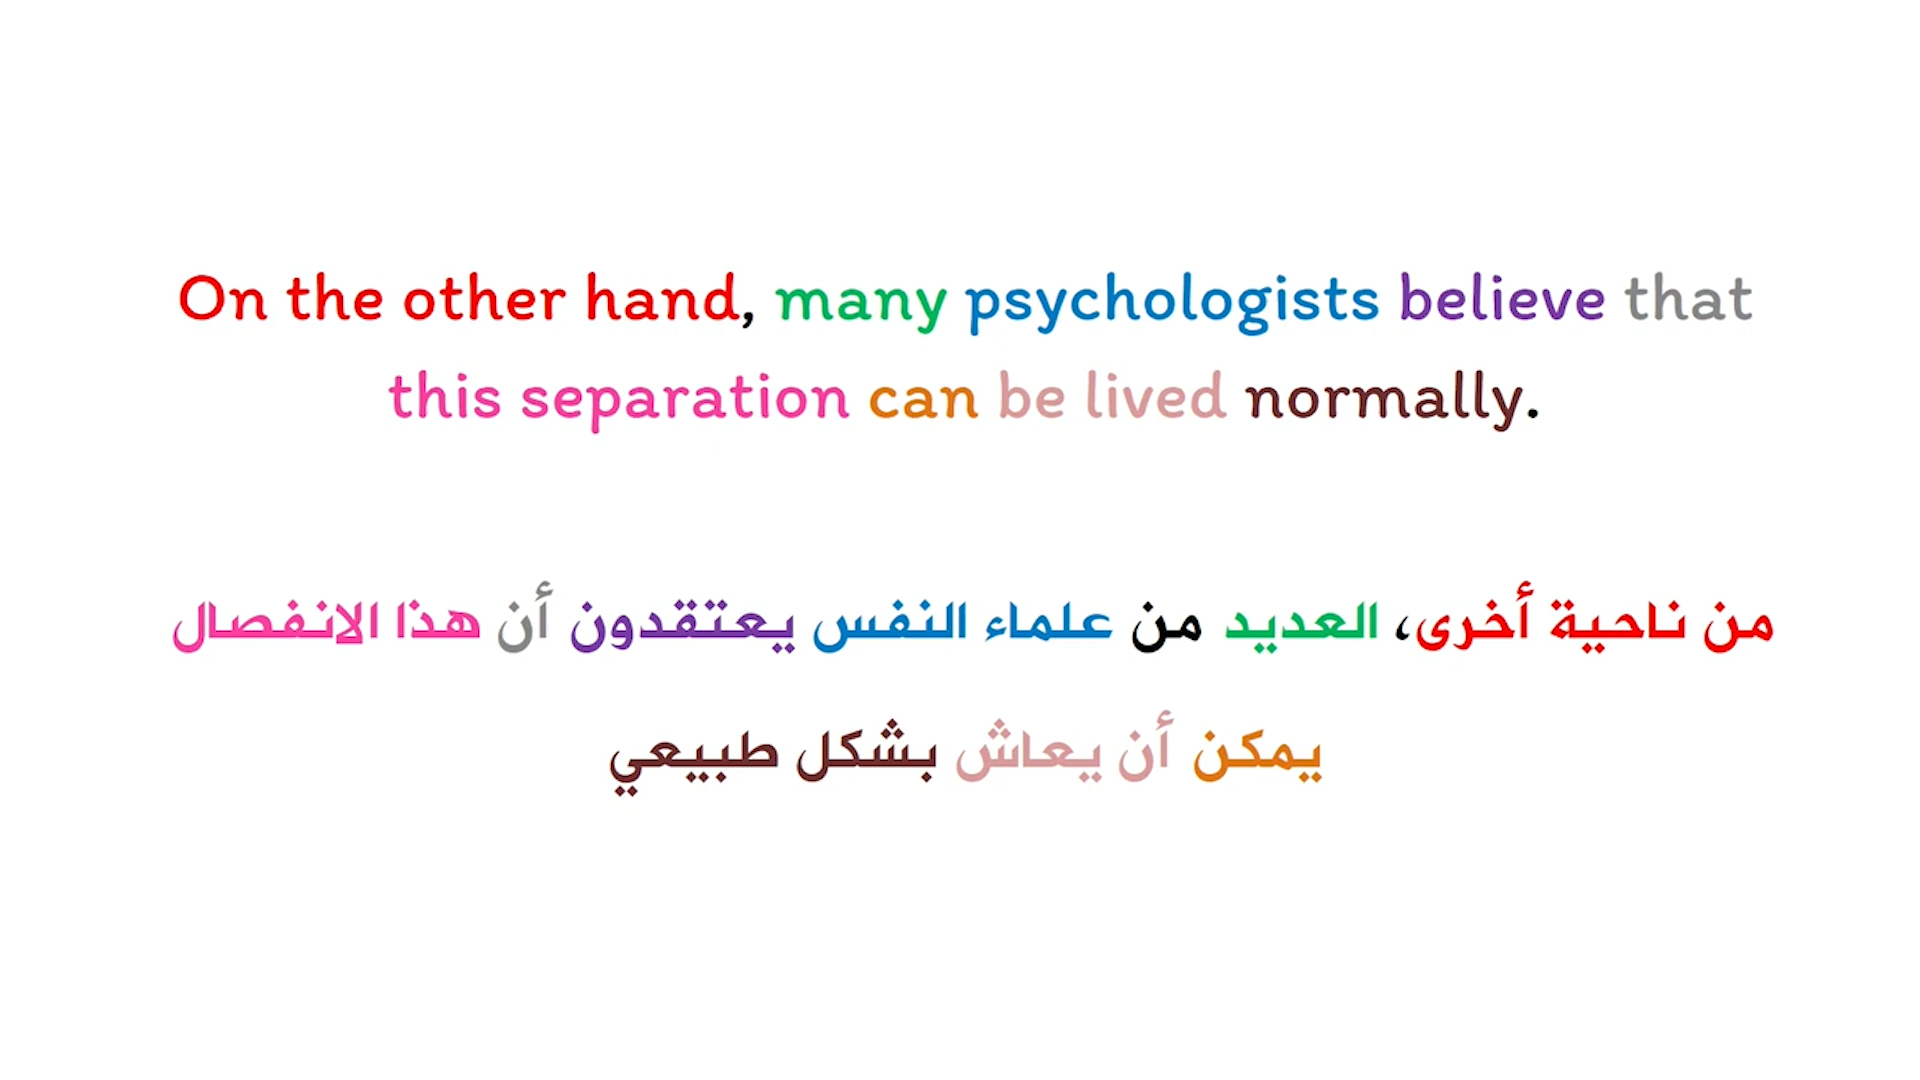 On the other hand, many psychologists believe that
this separation can be lived normally.
من ناحية أخرى، العديد من علماء النفس يعتقدون أن هذا الانفصال
يمكن أن يعاش بشكل طبيعي